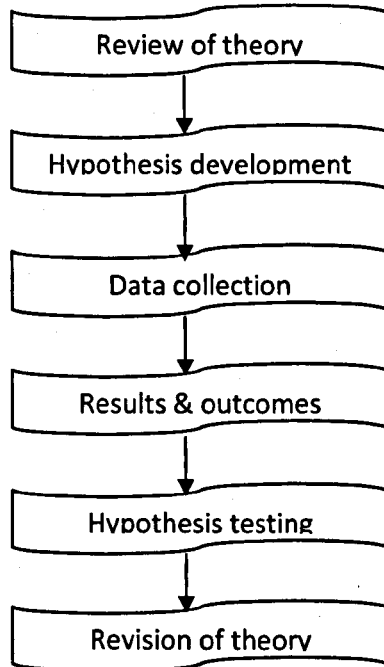 Review of theory
Hypothesis development
Data collection
Results & outcomes
Hypothesis testing
Revision of theory